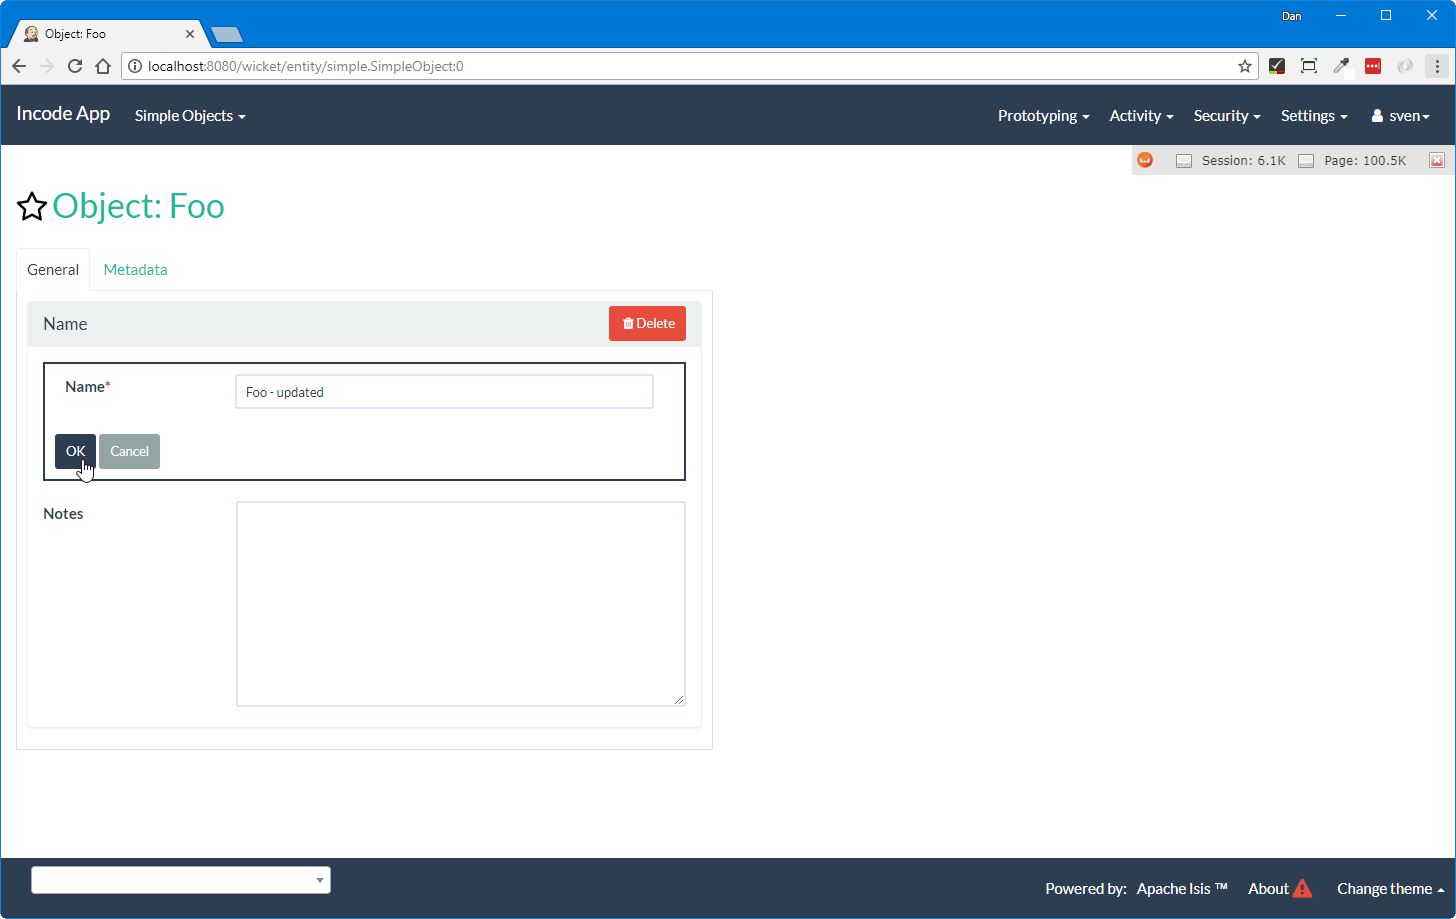 Dan
Object: Foo
localhost:8080/wicket/entity/simple.SimpleObject:0
Incode App Simple Objects Prototyping Activity Security Settings sven
Session: 6.1K Page: 100.5K
Object: Foo
General Metadata
Name Delete
Name* Foo - updated
OK Cancel
Notes
Powered by: Apache Isis ™ About Change theme